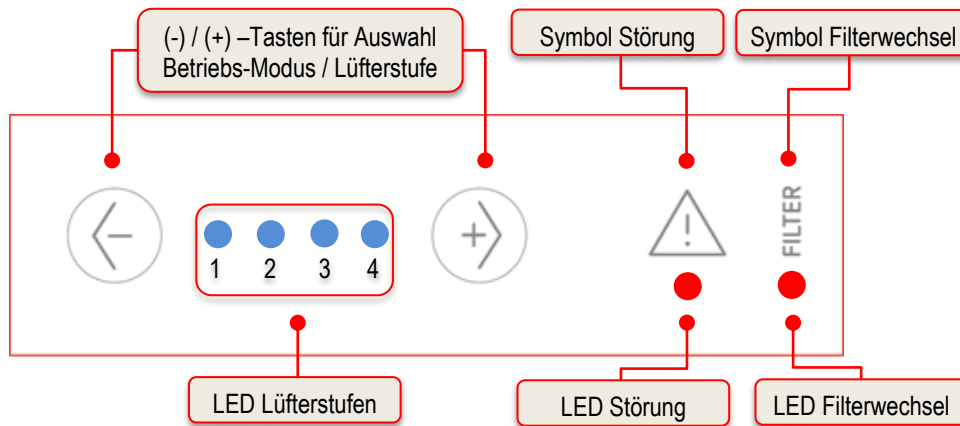 (-) / (+) –Tasten für Auswahl
Betriebs-Modus / Lüfterstufe
Symbol Störung
Symbol Filterwechsel
−
+
!
FILTER
1 2 3 4
LED Lüfterstufen
LED Störung
LED Filterwechsel